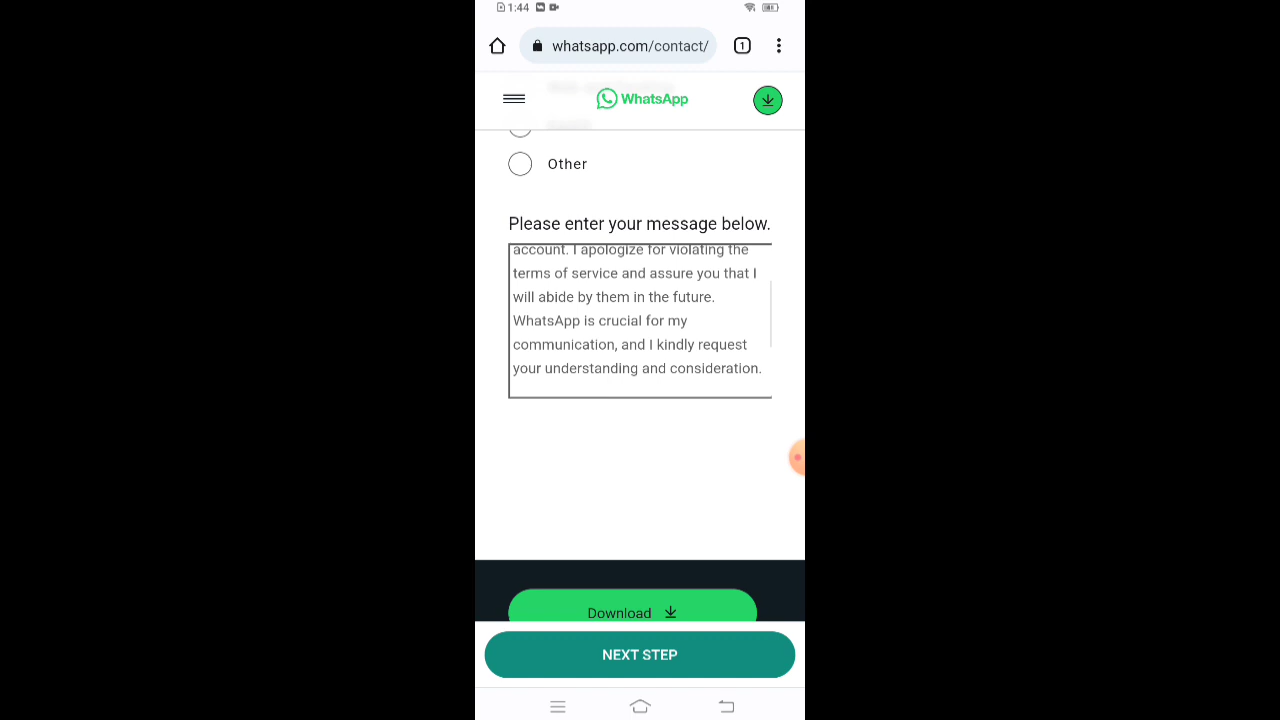 1:44
whatsapp.com/contact/
1
WhatsApp
Other
Please enter your message below.
account. I apologize for violating the
terms of service and assure you that I
will abide by them in the future.
WhatsApp is crucial for my
communication, and I kindly request
your understanding and consideration.
Download
NEXT STEP